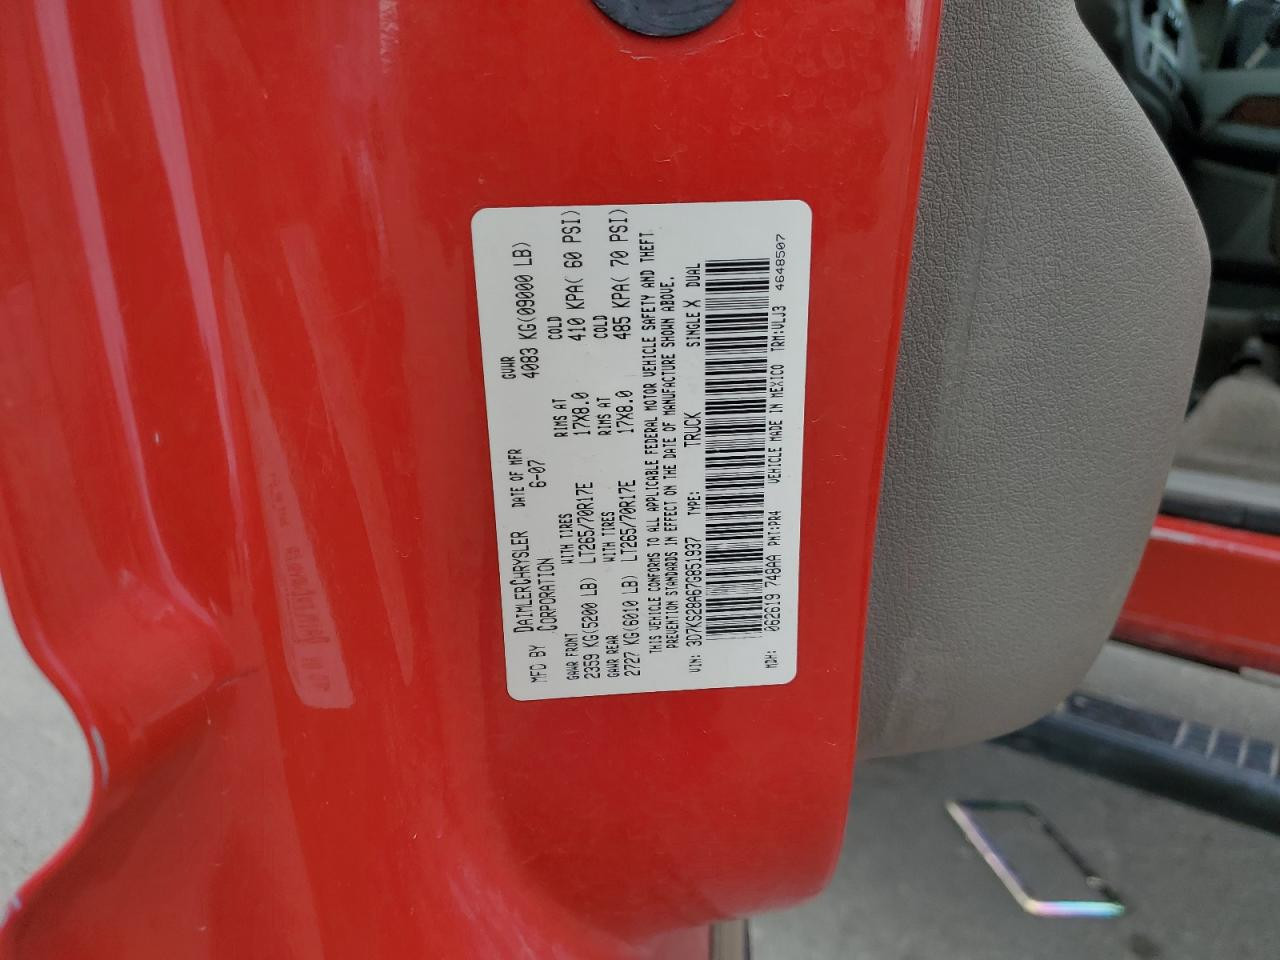 MFD BY DAIMLERCHRYSLER CORPORATION DATE OF MFR 6-07 GVWR 4083 KG(09000 LB)
GAWR FRONT WITH TIRES RIMS AT COLD
2359 KG(5200 LB) LT265/70R17E 17X8.0 410 KPA( 60 PSI)
GAWR REAR WITH TIRES RIMS AT COLD
2727 KG(6010 LB) LT265/70R17E 17X8.0 485 KPA( 70 PSI)
THIS VEHICLE CONFORMS TO ALL APPLICABLE FEDERAL MOTOR VEHICLE SAFETY AND THEFT
PREVENTION STANDARDS IN EFFECT ON THE DATE OF MANUFACTURE SHOWN ABOVE.
VIN: 3D7KS28A67G851937 TYPE: TRUCK SINGLE X DUAL
MDH: 062619 748AA PNT:PR4 VEHICLE MADE IN MEXICO TRM:VLJ3 4648507